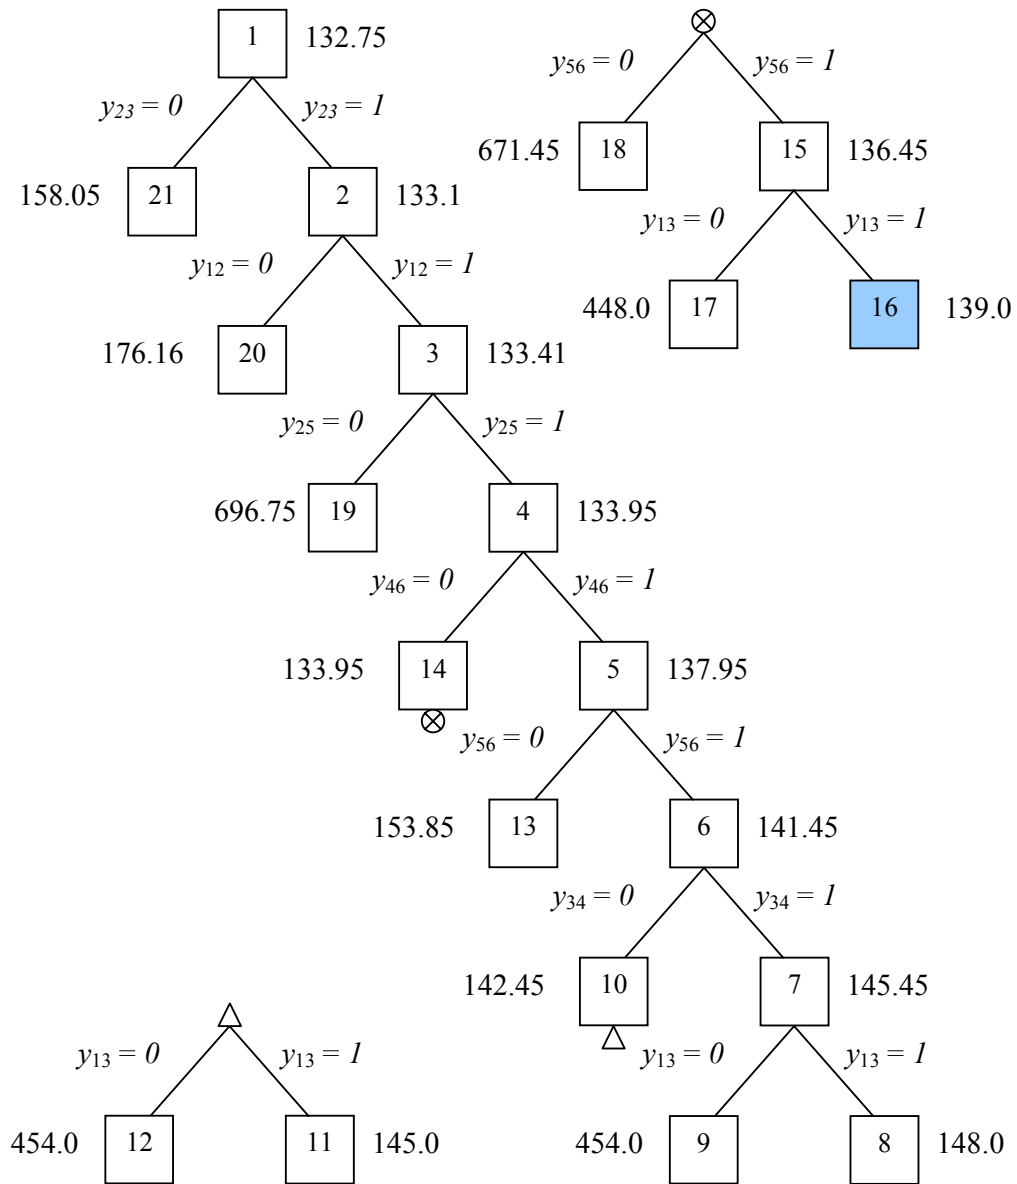 1 132.75
y23 = 0 y23 = 1
158.05 21 2 133.1
y12 = 0 y12 = 1
176.16 20 3 133.41
y25 = 0 y25 = 1
696.75 19 4 133.95
y46 = 0 y46 = 1
133.95 14 5 137.95
y56 = 0 y56 = 1
153.85 13 6 141.45
y34 = 0 y34 = 1
142.45 10 7 145.45
y13 = 0 y13 = 1
454.0 9 8 148.0
y56 = 0 y56 = 1
671.45 18 15 136.45
y13 = 0 y13 = 1
448.0 17 16 139.0
y13 = 0 y13 = 1
454.0 12 11 145.0